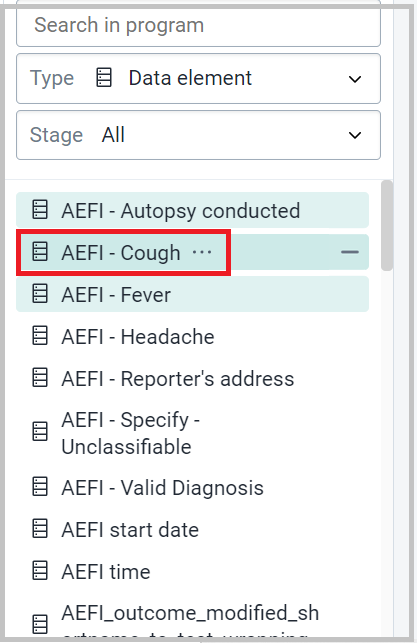 Search in program
Type Data element
Stage All
AEFI - Autopsy conducted
AEFI - Cough ···
AEFI - Fever
AEFI - Headache
AEFI - Reporter's address
AEFI - Specify -
Unclassifiable
AEFI - Valid Diagnosis
AEFI start date
AEFI time
AEFI_outcome_modified_sh